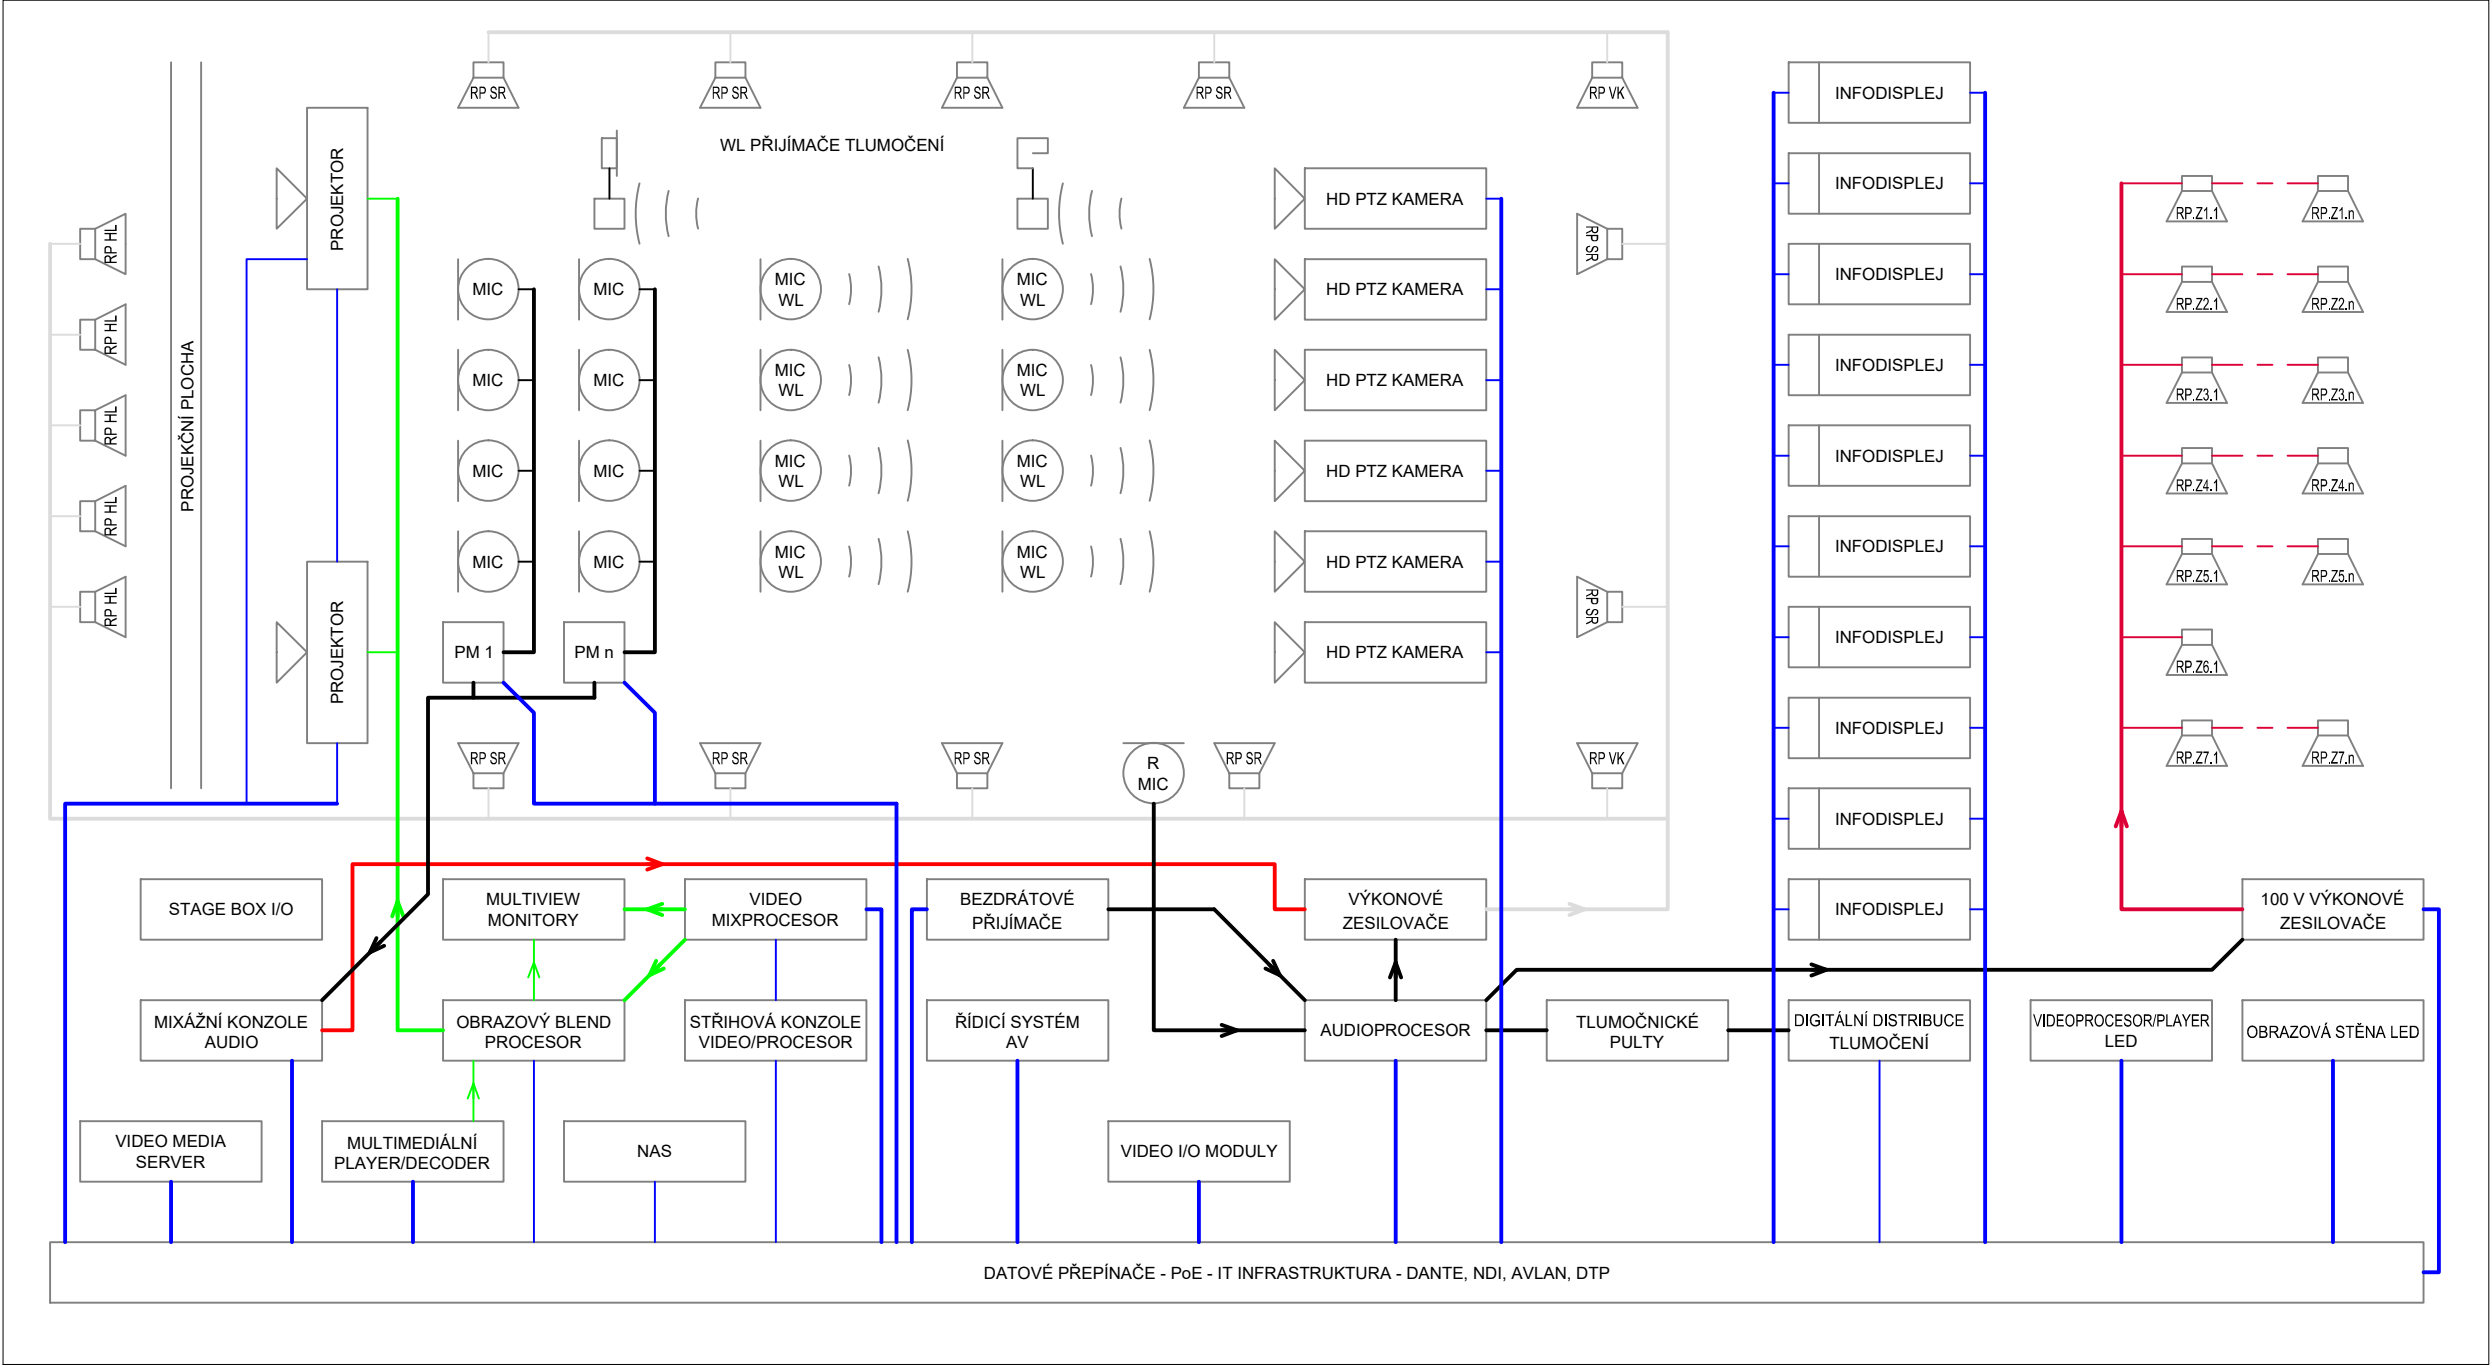 RP SR
RP SR
RP SR
RP SR
RP VK
INFODISPLEJ
WL PŘIJÍMAČE TLUMOČENÍ
PROJEKTOR
HD PTZ KAMERA
INFODISPLEJ
RP.Z1.1
RP.Z1.n
RP HL
RP SR
MIC
MIC
MIC
WL
MIC
WL
HD PTZ KAMERA
INFODISPLEJ
RP.Z2.1
RP.Z2.n
RP HL
PROJEKČNÍ PLOCHA
MIC
MIC
MIC
WL
MIC
WL
HD PTZ KAMERA
INFODISPLEJ
RP.Z3.1
RP.Z3.n
RP HL
MIC
MIC
MIC
WL
MIC
WL
HD PTZ KAMERA
INFODISPLEJ
RP.Z4.1
RP.Z4.n
RP HL
MIC
MIC
MIC
WL
MIC
WL
HD PTZ KAMERA
INFODISPLEJ
RP.Z5.1
RP.Z5.n
RP HL
PROJEKTOR
PM 1
PM n
HD PTZ KAMERA
RP SR
INFODISPLEJ
RP.Z6.1
INFODISPLEJ
RP.Z7.1
RP.Z7.n
RP SR
RP SR
RP SR
R
MIC
RP SR
RP VK
INFODISPLEJ
STAGE BOX I/O
MULTIVIEW
MONITORY
VIDEO
MIXPROCESOR
BEZDRÁTOVÉ
PŘIJÍMAČE
VÝKONOVÉ
ZESILOVAČE
INFODISPLEJ
100 V VÝKONOVÉ
ZESILOVAČE
MIXÁŽNÍ KONZOLE
AUDIO
OBRAZOVÝ BLEND
PROCESOR
STŘIHOVÁ KONZOLE
VIDEO/PROCESOR
ŘÍDICÍ SYSTÉM
AV
AUDIOPROCESOR
TLUMOČNICKÉ
PULTY
DIGITÁLNÍ DISTRIBUCE
TLUMOČENÍ
VIDEOPROCESOR/PLAYER
LED
OBRAZOVÁ STĚNA LED
VIDEO MEDIA
SERVER
MULTIMEDIÁLNÍ
PLAYER/DECODER
NAS
VIDEO I/O MODULY
DATOVÉ PŘEPÍNAČE - PoE - IT INFRASTRUKTURA - DANTE, NDI, AVLAN, DTP